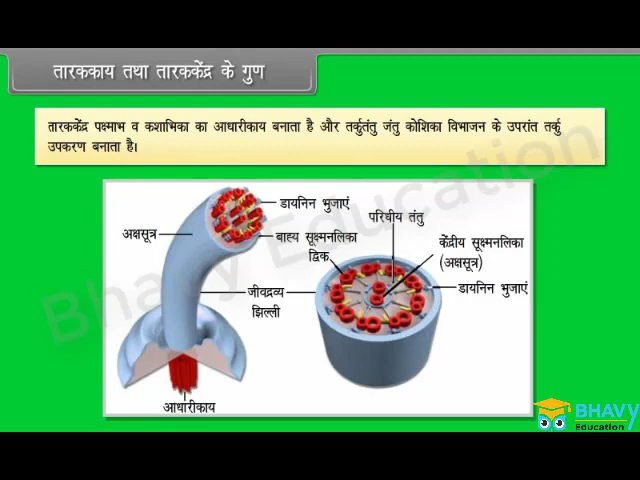 तारककाय तथा तारककेंद्र के गुण
तारककेंद्र पक्ष्माभ व कशाभिका का आधारीकाय बनाता है और तर्कुतंतु जंतु कोशिका विभाजन के उपरांत तर्कु
उपकरण बनाता है।
डायनिन भुजाएं
परिधीय तंतु
अक्षसूत्र
बाह्य सूक्ष्मनलिका
द्विक
केंद्रीय सूक्ष्मनलिका
(अक्षसूत्र)
जीवद्रव्य
झिल्ली
डायनिन भुजाएं
आधारीकाय
Bhavy Education
BHAVY
Education